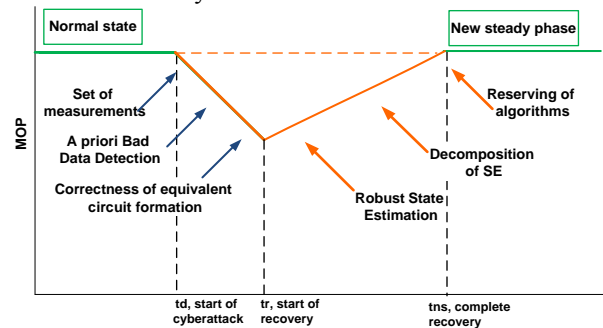 Normal state
New steady phase
Set of
measurements
A priori Bad
Data Detection
Correctness of equivalent
circuit formation
Reserving of
algorithms
Decomposition
of SE
Robust State
Estimation
MOP
td, start of
cyberattack
tr, start of
recovery
tns, complete
recovery